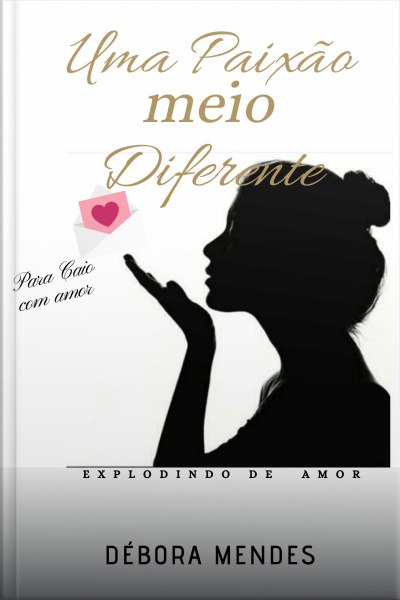 Uma Paixão
meio
Diferente
Para Caio
com amor
EXPLODINDO DE AMOR
DÉBORA MENDES